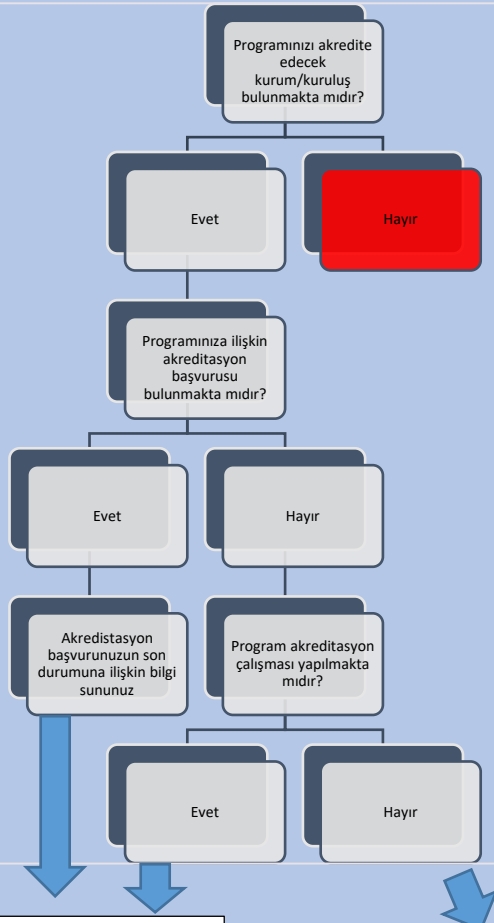 Programınızı akredite
edecek
kurum/kuruluş
bulunmakta mıdır?
Evet
Hayır
Programınıza ilişkin
akreditasyon
başvurusu
bulunmakta mıdır?
Evet
Hayır
Akredistasyon
başvurunuzun son
durumuna ilişkin bilgi
sununuz
Program akreditasyon
çalışması yapılmakta
mıdır?
Evet
Hayır